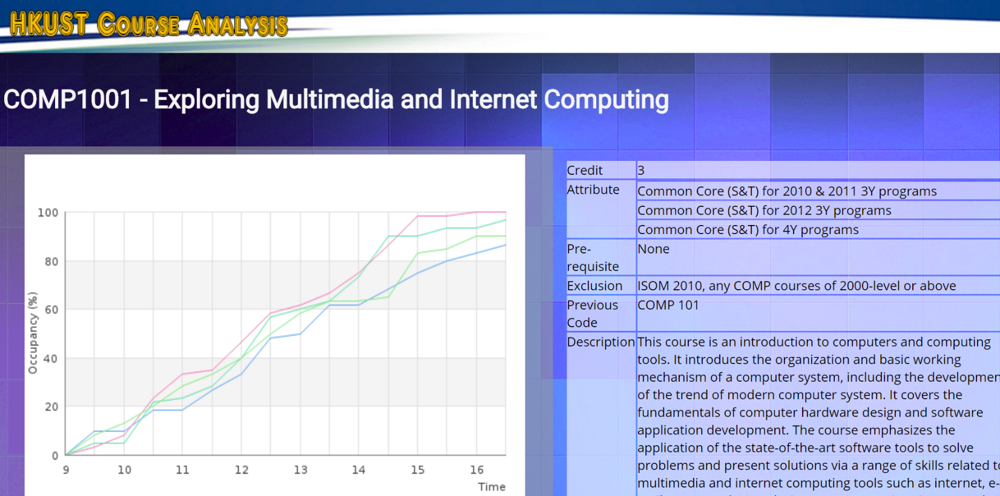 HKUST Course Analysis
COMP1001 - Exploring Multimedia and Internet Computing
100
80
60
40
20
0
Occupancy (%)
9 10 11 12 13 14 15 16
Time
Credit 3
Attribute Common Core (S&T) for 2010 & 2011 3Y programs
Common Core (S&T) for 2012 3Y programs
Common Core (S&T) for 4Y programs
Pre-
requisite None
Exclusion ISOM 2010, any COMP courses of 2000-level or above
Previous
Code COMP 101
Description This course is an introduction to computers and computing
tools. It introduces the organization and basic working
mechanism of a computer system, including the developmen
of the trend of modern computer system. It covers the
fundamentals of computer hardware design and software
application development. The course emphasizes the
application of the state-of-the-art software tools to solve
problems and present solutions via a range of skills related to
multimedia and internet computing tools such as internet, e-